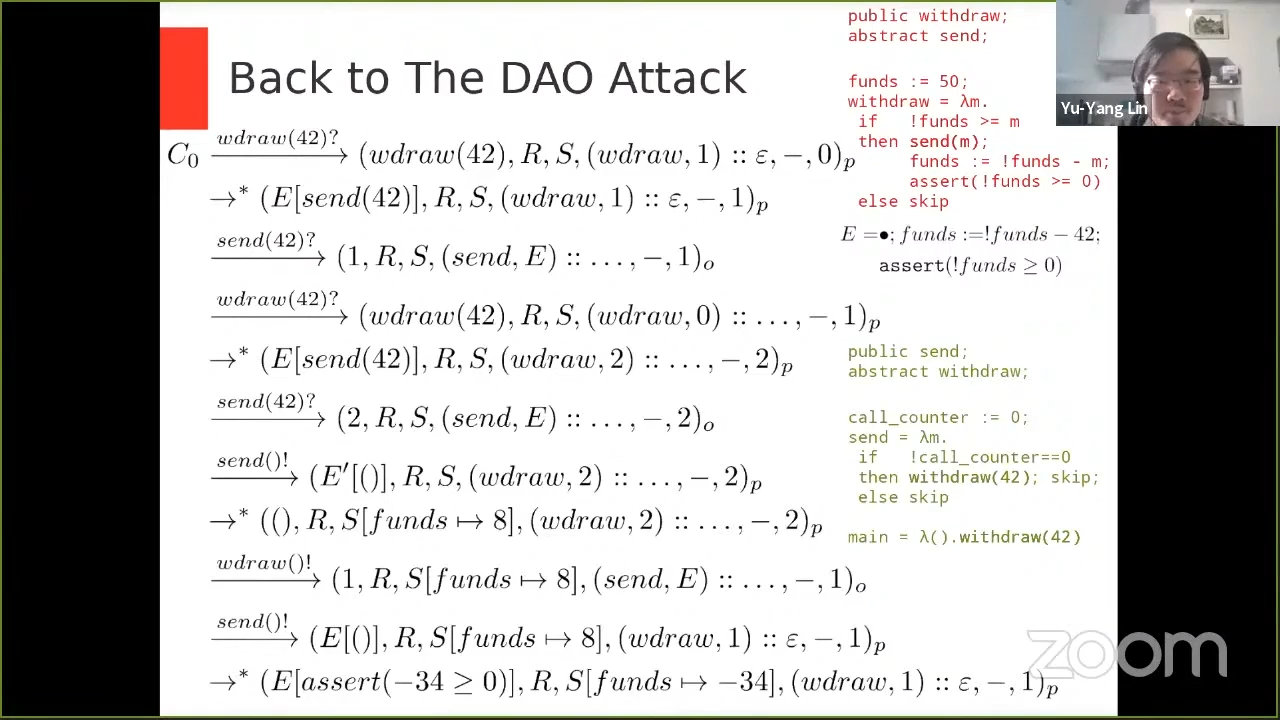 Back to The DAO Attack
C₀ —wdraw(42)?→ (wdraw(42), R, S, (wdraw, 1) :: ε, −, 0)ₚ
→* (E[send(42)], R, S, (wdraw, 1) :: ε, −, 1)ₚ
—send(42)?→ (1, R, S, (send, E) :: …, −, 1)ₒ
—wdraw(42)?→ (wdraw(42), R, S, (wdraw, 0) :: …, −, 1)ₚ
→* (E[send(42)], R, S, (wdraw, 2) :: …, −, 2)ₚ
—send(42)?→ (2, R, S, (send, E) :: …, −, 2)ₒ
—send()!→ (E′[()], R, S, (wdraw, 2) :: …, −, 2)ₚ
→* ((), R, S[funds ↦ 8], (wdraw, 2) :: …, −, 2)ₚ
—wdraw()!→ (1, R, S[funds ↦ 8], (send, E) :: …, −, 1)ₒ
—send()!→ (E[()], R, S[funds ↦ 8], (wdraw, 1) :: ε, −, 1)ₚ
→* (E[assert(−34 ≥ 0)], R, S[funds ↦ −34], (wdraw, 1) :: ε, −, 1)ₚ
public withdraw;
abstract send;
funds := 50;
withdraw = λm.
if !funds >= m
then send(m);
funds := !funds - m;
assert(!funds >= 0)
else skip
E =•; funds :=!funds − 42;
assert(!funds ≥ 0)
public send;
abstract withdraw;
call_counter := 0;
send = λm.
if !call_counter==0
then withdraw(42); skip;
else skip
main = λ().withdraw(42)
Yu-Yang Lin
zoom